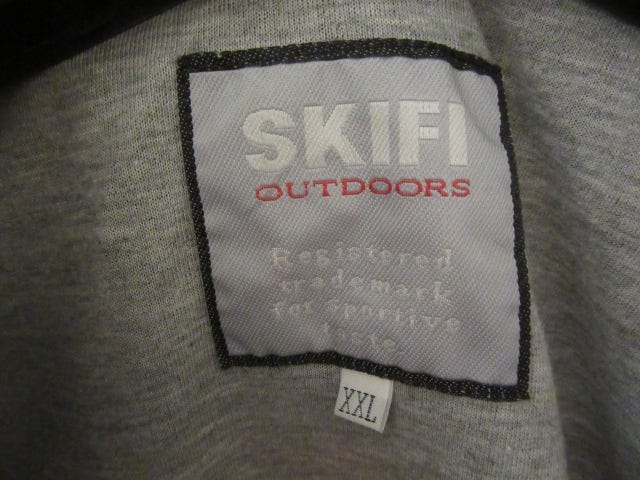 SKIFI
OUTDOORS
Registered
trademark
for Sportive
taste
XXL